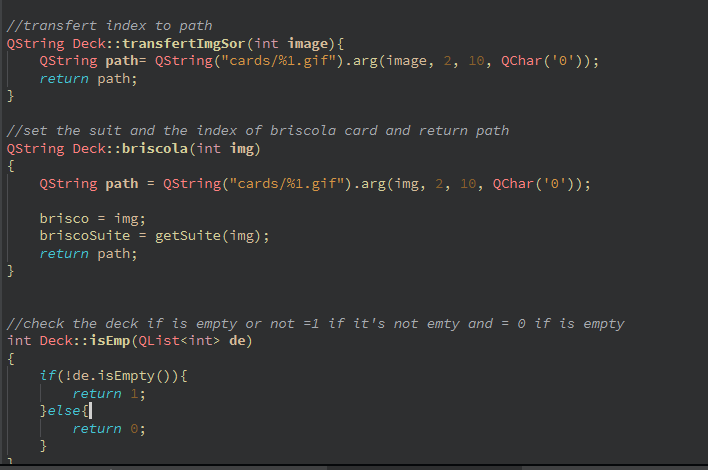 //transfert index to path
QString Deck::transfertImgSor(int image){
    QString path= QString("cards/%1.gif").arg(image, 2, 10, QChar('0'));
    return path;
}
//set the suit and the index of briscola card and return path
QString Deck::briscola(int img)
{
    QString path = QString("cards/%1.gif").arg(img, 2, 10, QChar('0'));
    brisco = img;
    briscoSuite = getSuite(img);
    return path;
}
//check the deck if is empty or not =1 if it's not emty and = 0 if is empty
int Deck::isEmp(QList<int> de)
{
    if(!de.isEmpty()){
        return 1;
    }else{
        return 0;
    }
}